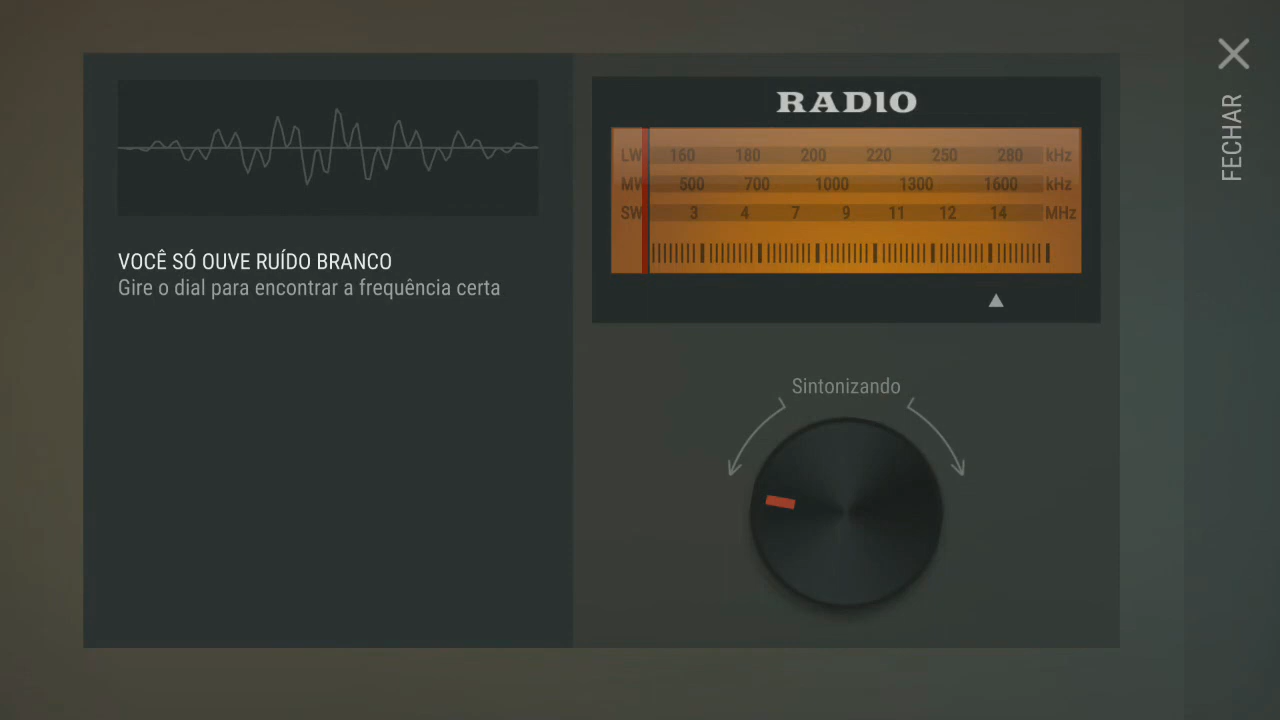 VOCÊ SÓ OUVE RUÍDO BRANCO
Gire o dial para encontrar a frequência certa
RADIO
LW 160 180 200 220 250 280 kHz
MW 500 700 1000 1300 1600 kHz
SW 3 4 7 9 11 12 14 MHz
Sintonizando
FECHAR